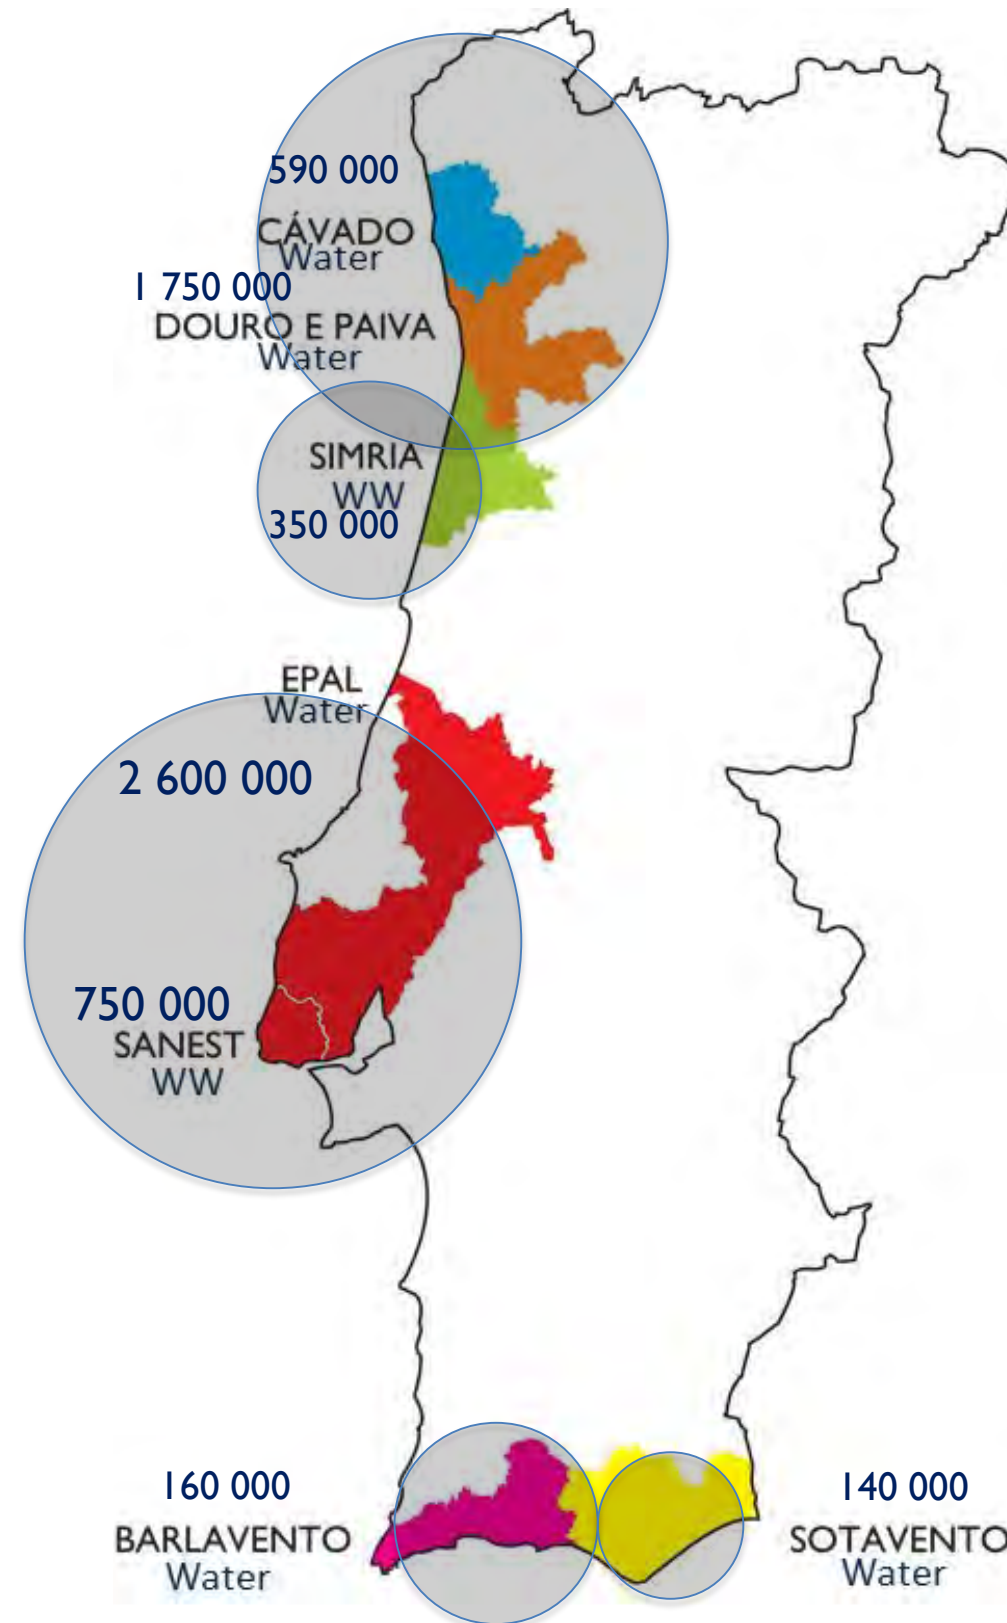 590 000
CÁVADO
Water
1 750 000
DOURO E PAIVA
Water
SIMRIA
WW
350 000
EPAL
Water
2 600 000
750 000
SANEST
WW
160 000
BARLAVENTO
Water
140 000
SOTAVENTO
Water